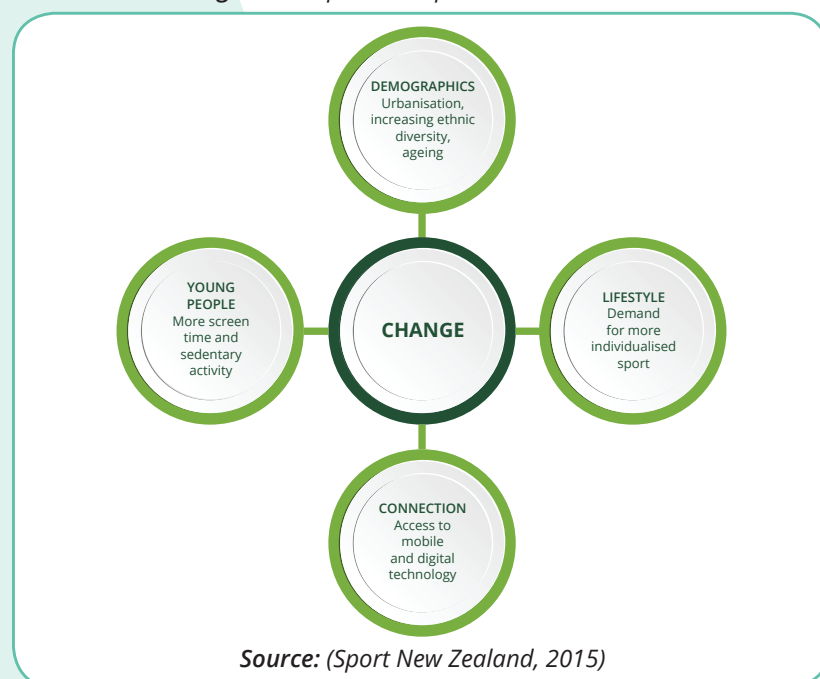 DEMOGRAPHICS
Urbanisation,
increasing ethnic
diversity,
ageing
YOUNG
PEOPLE
More screen
time and
sedentary
activity
CHANGE
LIFESTYLE
Demand
for more
individualised
sport
CONNECTION
Access to
mobile
and digital
technology
Source: (Sport New Zealand, 2015)